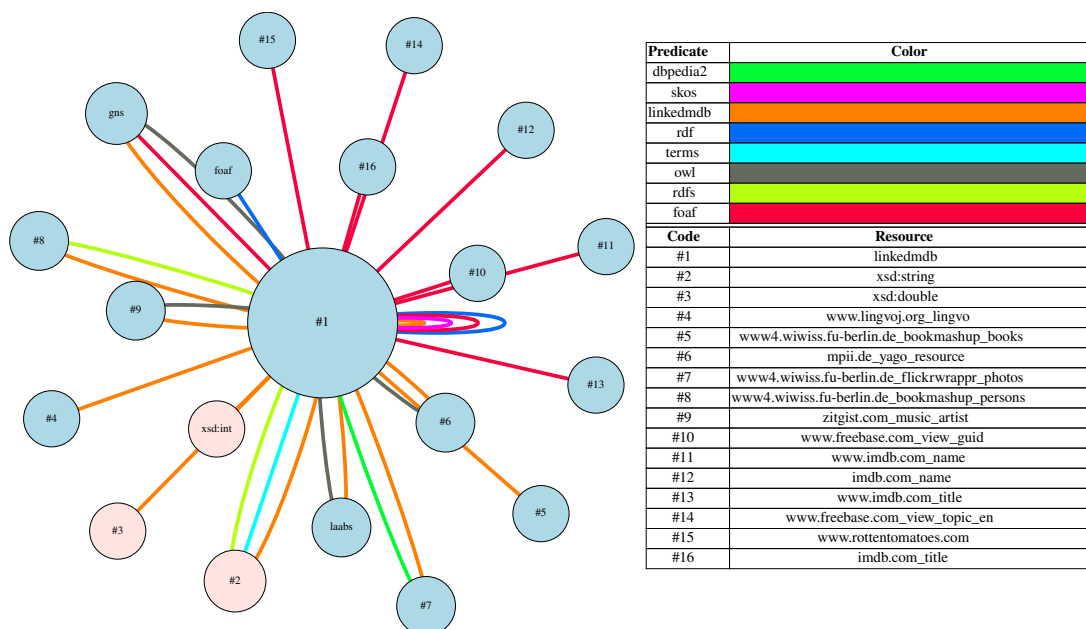 #15
#14
gns
#12
foaf
#16
#8
#11
#10
#9
#1
#13
#4
xsd:int
#6
#3
laabs
#5
#2
#7
Predicate Color
dbpedia2
skos
linkedmdb
rdf
terms
owl
rdfs
foaf
Code Resource
#1 linkedmdb
#2 xsd:string
#3 xsd:double
#4 www.lingvoj.org_lingvo
#5 www4.wiwiss.fu-berlin.de_bookmashup_books
#6 mpii.de_yago_resource
#7 www4.wiwiss.fu-berlin.de_flickrwrappr_photos
#8 www4.wiwiss.fu-berlin.de_bookmashup_persons
#9 zitgist.com_music_artist
#10 www.freebase.com_view_guid
#11 www.imdb.com_name
#12 imdb.com_name
#13 www.imdb.com_title
#14 www.freebase.com_view_topic_en
#15 www.rottentomatoes.com
#16 imdb.com_title